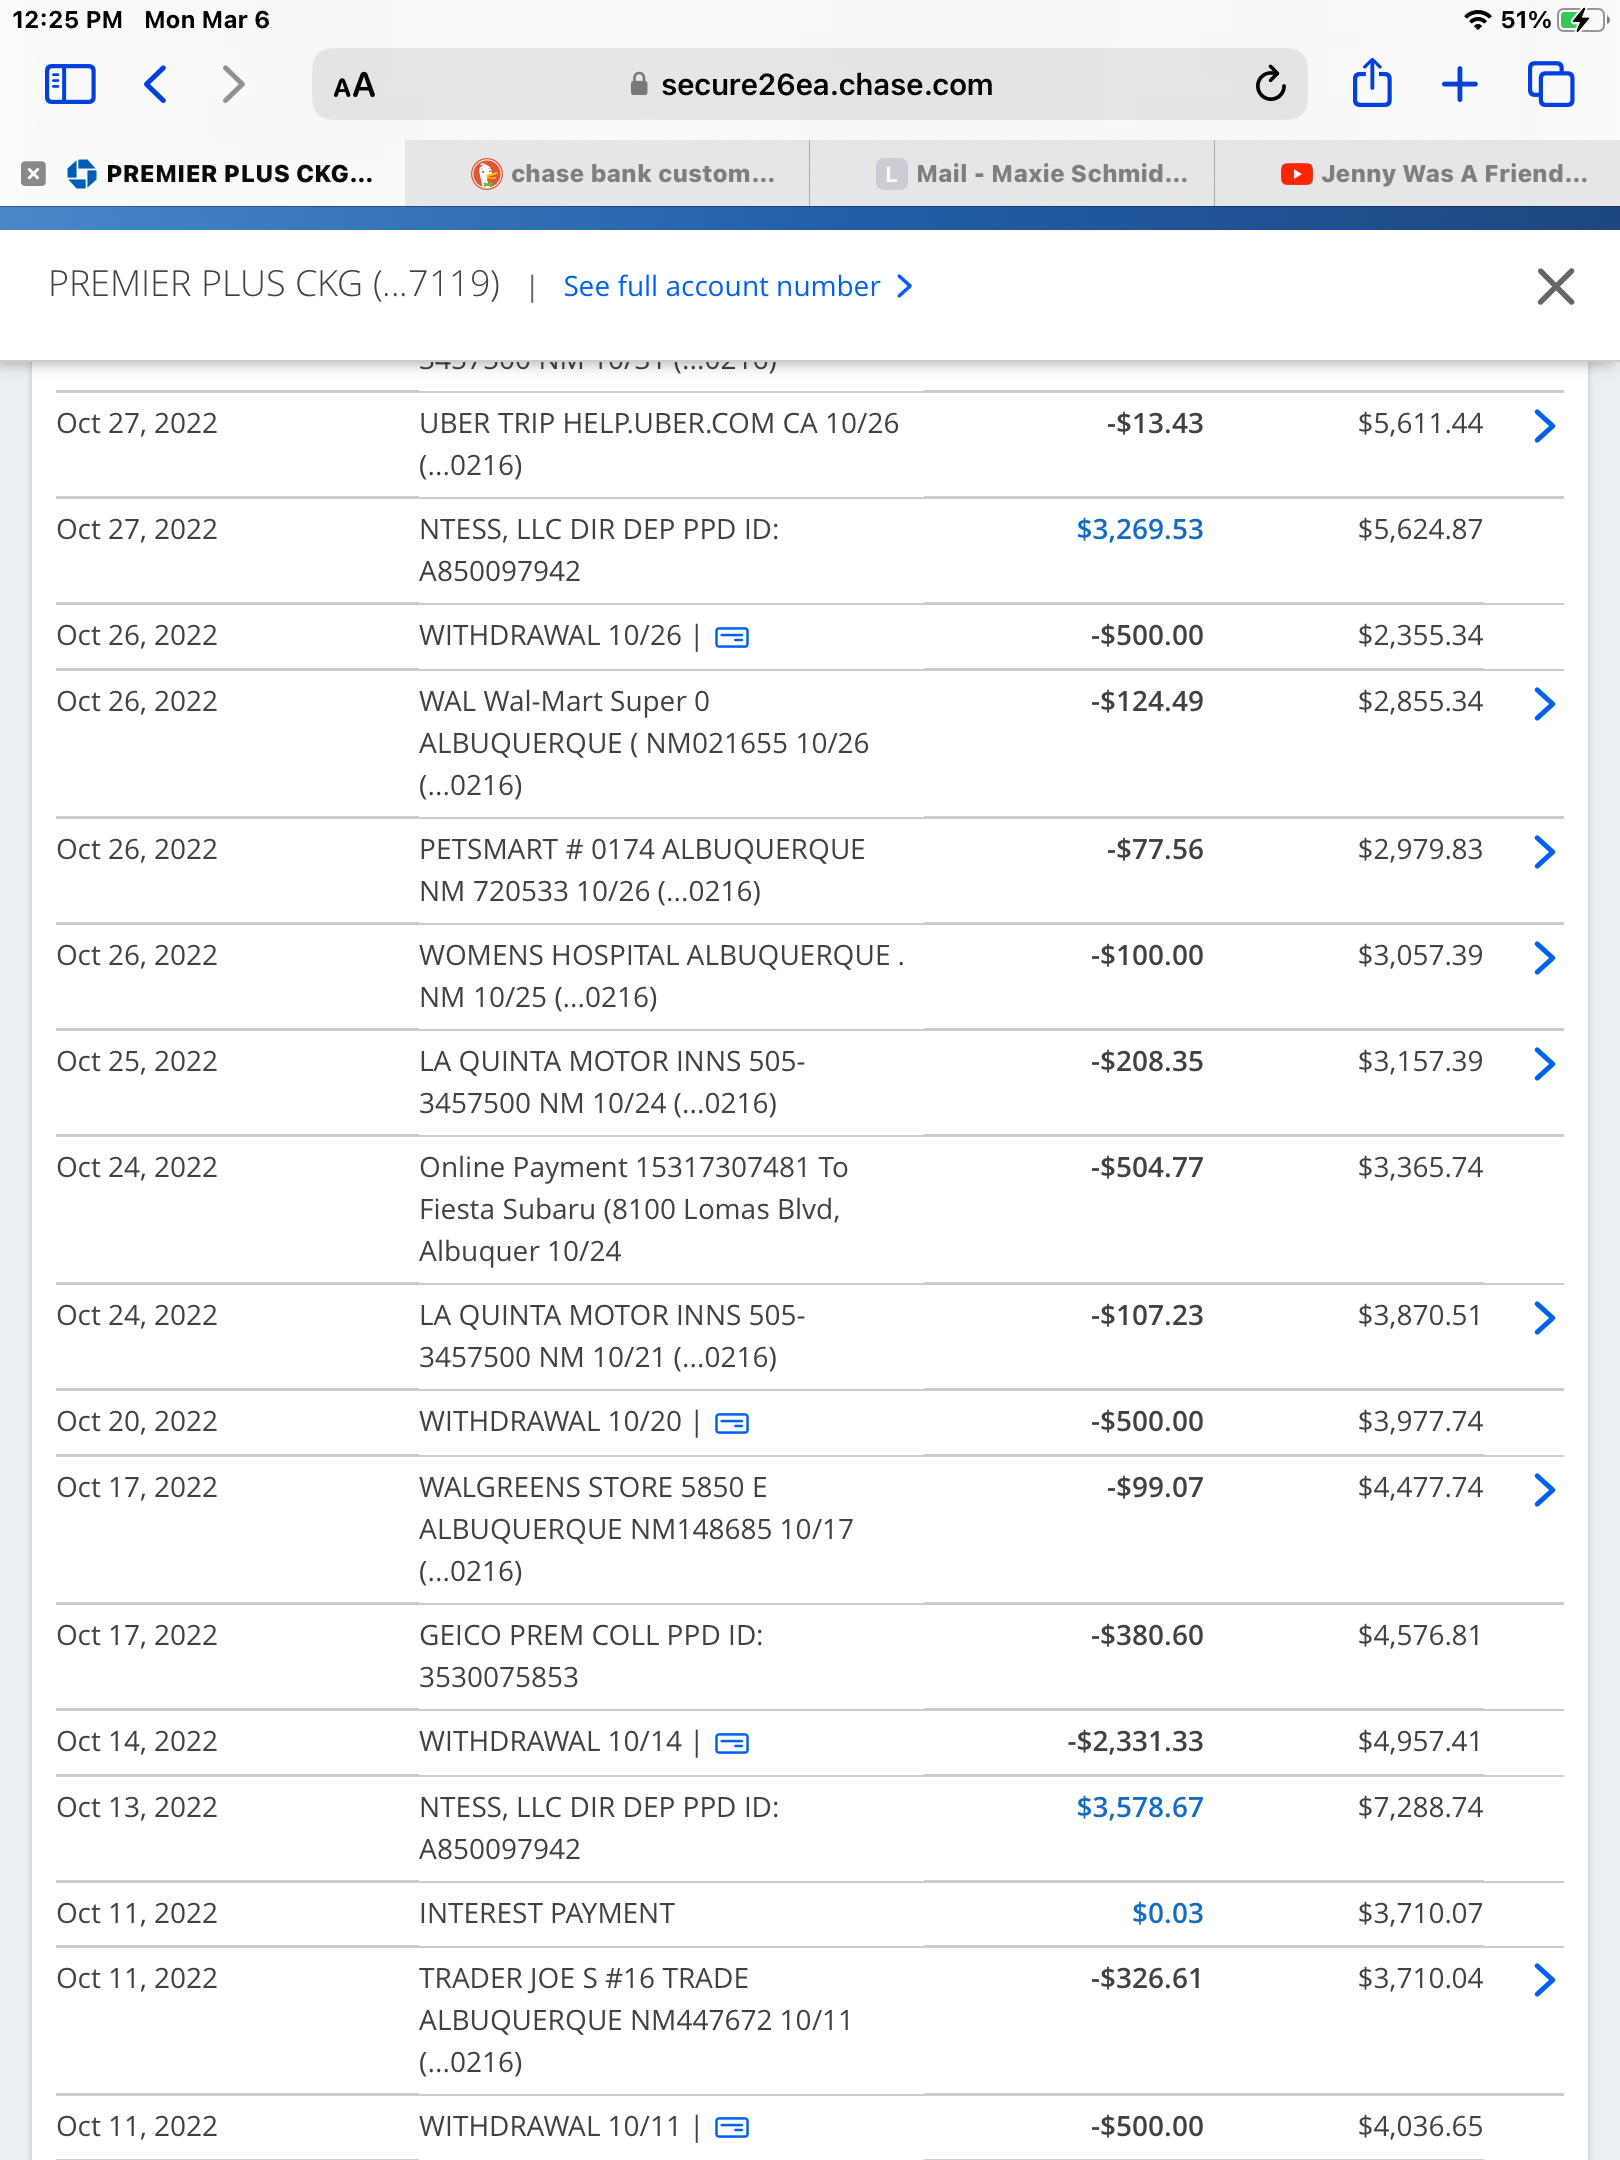 12:25 PM Mon Mar 6 51%
AA secure26ea.chase.com
PREMIER PLUS CKG... chase bank custom... L Mail - Maxie Schmid... Jenny Was A Friend...
PREMIER PLUS CKG (...7119) | See full account number
3457500 NM 10/31 (...0216)
Oct 27, 2022 UBER TRIP HELP.UBER.COM CA 10/26 -$13.43 $5,611.44
(...0216)
Oct 27, 2022 NTESS, LLC DIR DEP PPD ID: $3,269.53 $5,624.87
A850097942
Oct 26, 2022 WITHDRAWAL 10/26 | -$500.00 $2,355.34
Oct 26, 2022 WAL Wal-Mart Super 0 -$124.49 $2,855.34
ALBUQUERQUE ( NM021655 10/26
(...0216)
Oct 26, 2022 PETSMART # 0174 ALBUQUERQUE -$77.56 $2,979.83
NM 720533 10/26 (...0216)
Oct 26, 2022 WOMENS HOSPITAL ALBUQUERQUE . -$100.00 $3,057.39
NM 10/25 (...0216)
Oct 25, 2022 LA QUINTA MOTOR INNS 505- -$208.35 $3,157.39
3457500 NM 10/24 (...0216)
Oct 24, 2022 Online Payment 15317307481 To -$504.77 $3,365.74
Fiesta Subaru (8100 Lomas Blvd,
Albuquer 10/24
Oct 24, 2022 LA QUINTA MOTOR INNS 505- -$107.23 $3,870.51
3457500 NM 10/21 (...0216)
Oct 20, 2022 WITHDRAWAL 10/20 | -$500.00 $3,977.74
Oct 17, 2022 WALGREENS STORE 5850 E -$99.07 $4,477.74
ALBUQUERQUE NM148685 10/17
(...0216)
Oct 17, 2022 GEICO PREM COLL PPD ID: -$380.60 $4,576.81
3530075853
Oct 14, 2022 WITHDRAWAL 10/14 | -$2,331.33 $4,957.41
Oct 13, 2022 NTESS, LLC DIR DEP PPD ID: $3,578.67 $7,288.74
A850097942
Oct 11, 2022 INTEREST PAYMENT $0.03 $3,710.07
Oct 11, 2022 TRADER JOE S #16 TRADE -$326.61 $3,710.04
ALBUQUERQUE NM447672 10/11
(...0216)
Oct 11, 2022 WITHDRAWAL 10/11 | -$500.00 $4,036.65